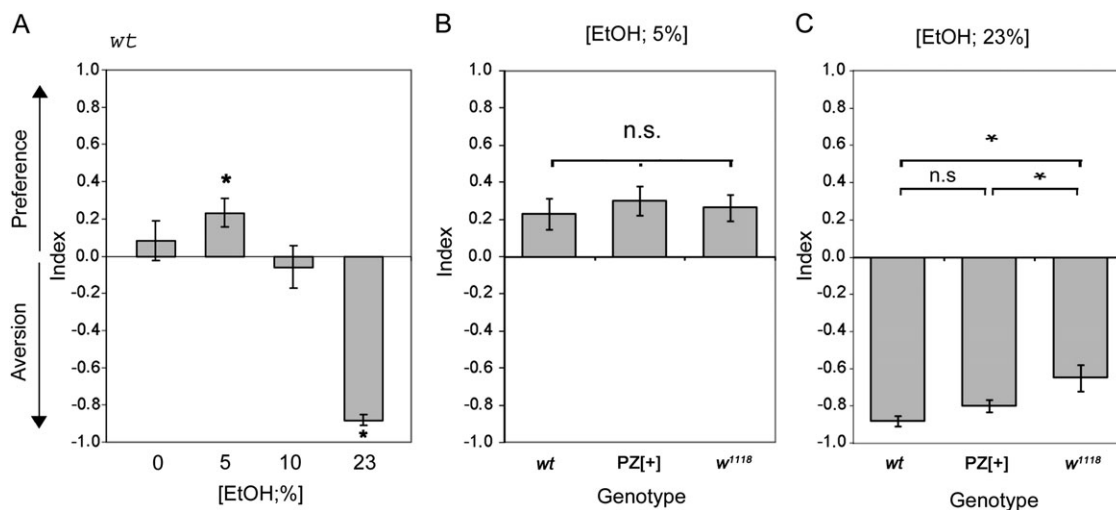 A
wt
Preference
Aversion
Index
1.0
0.8
0.6
0.4
0.2
0.0
-0.2
-0.4
-0.6
-0.8
-1.0
*
*
0 5 10 23
[EtOH;%]
B
[EtOH; 5%]
Index
1.0
0.8
0.6
0.4
0.2
0.0
-0.2
-0.4
-0.6
-0.8
-1.0
n.s.
wt PZ[+] w¹¹¹⁸
Genotype
C
[EtOH; 23%]
Index
1.0
0.8
0.6
0.4
0.2
0.0
-0.2
-0.4
-0.6
-0.8
-1.0
*
n.s *
wt PZ[+] w¹¹¹⁸
Genotype